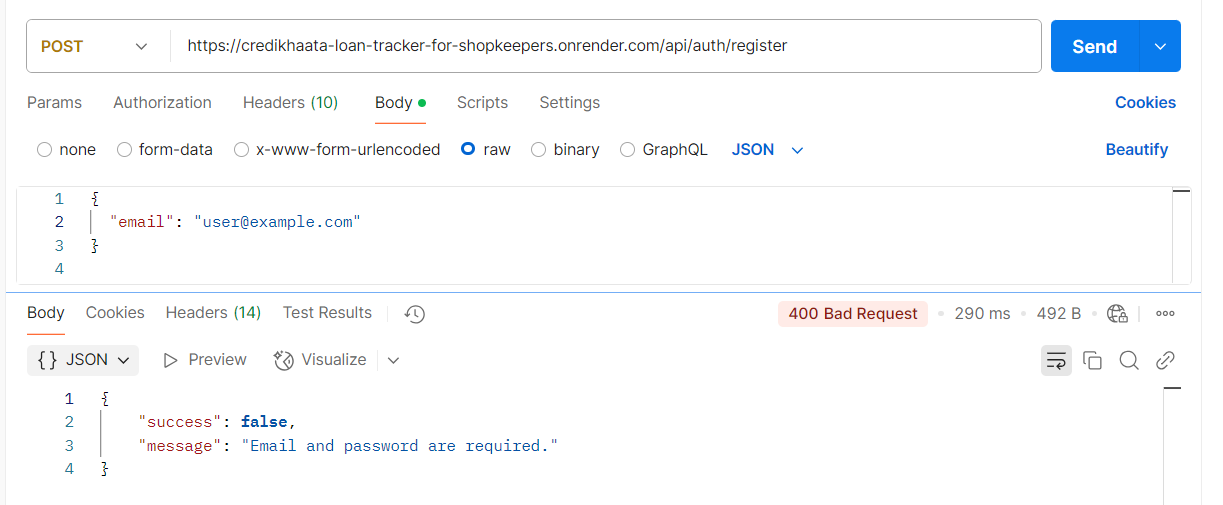 POST https://credikhaata-loan-tracker-for-shopkeepers.onrender.com/api/auth/register Send
Params Authorization Headers (10) Body Scripts Settings Cookies
none form-data x-www-form-urlencoded raw binary GraphQL JSON Beautify
1 {
2 "email": "user@example.com"
3 }
4
Body Cookies Headers (14) Test Results 400 Bad Request 290 ms 492 B
{} JSON Preview Visualize
1 {
2 "success": false,
3 "message": "Email and password are required."
4 }